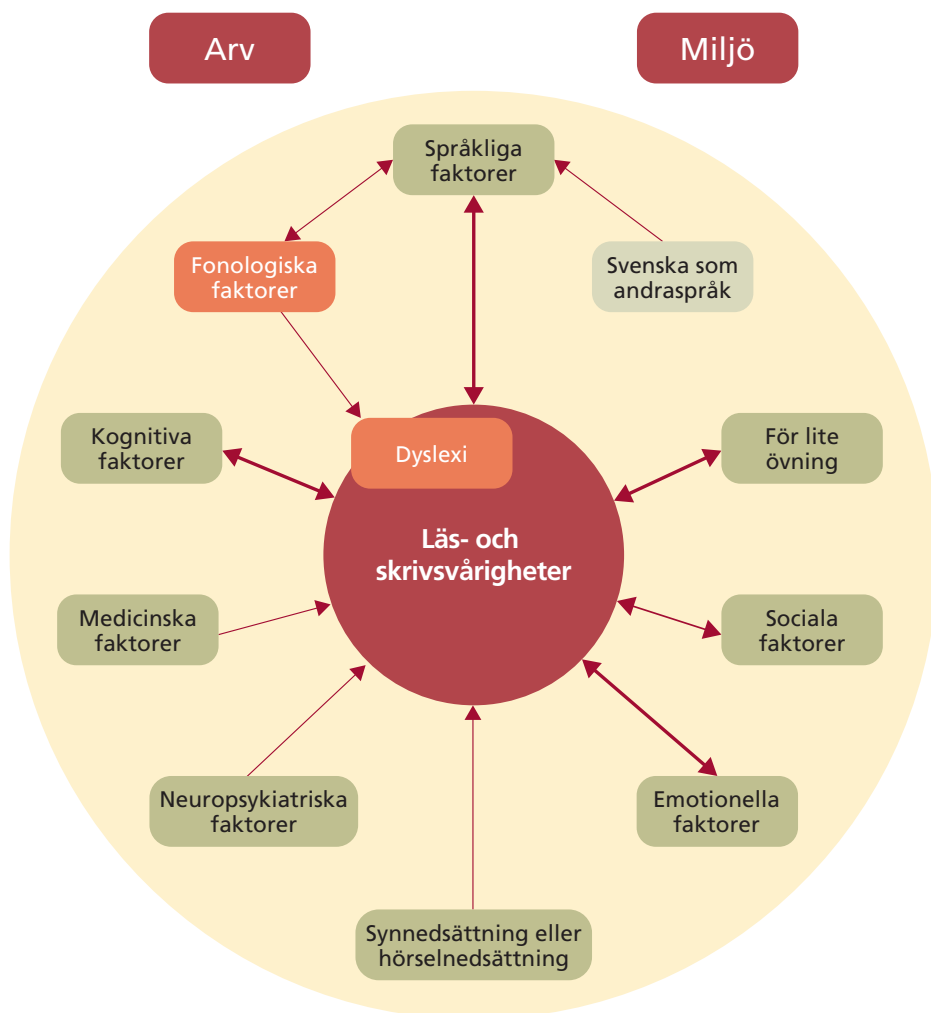 Arv
Miljö
Språkliga
faktorer
Fonologiska
faktorer
Svenska som
andraspråk
Kognitiva
faktorer
Dyslexi
För lite
övning
Läs- och
skrivsvårigheter
Medicinska
faktorer
Sociala
faktorer
Neuropsykiatriska
faktorer
Emotionella
faktorer
Synnedsättning eller
hörselnedsättning